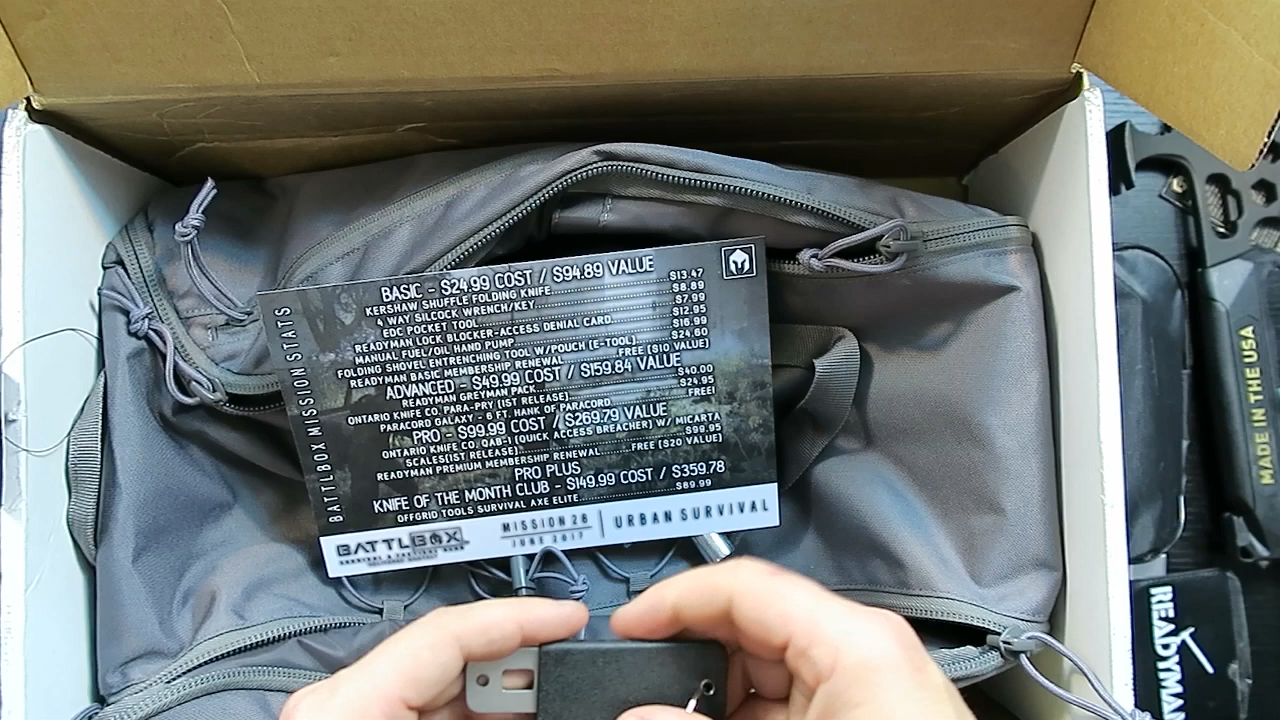 BATTLBOX MISSION STATS
BASIC - $24.99 COST / $94.89 VALUE
KERSHAW SHUFFLE FOLDING KNIFE $13.47
4 WAY SILCOCK WRENCH/KEY $8.89
EDC POCKET TOOL $7.99
READYMAN LOCK BLOCKER-ACCESS DENIAL CARD $12.95
MANUAL FUEL/OIL HAND PUMP $16.99
FOLDING SHOVEL ENTRENCHING TOOL W/POUCH [E-TOOL] $24.60
READYMAN BASIC MEMBERSHIP RENEWAL FREE ($10 VALUE)
ADVANCED - $49.99 COST / $159.84 VALUE
READYMAN GREYMAN PACK $40.00
ONTARIO KNIFE CO. PARA-PRY (1ST RELEASE) $24.95
PARACORD GALAXY - 6 FT. HANK OF PARACORD FREE!
PRO - $99.99 COST / $269.79 VALUE
ONTARIO KNIFE CO. QAB-1 (QUICK ACCESS BREACHER) W/ MICARTA
SCALES(1ST RELEASE) $99.95
READYMAN PREMIUM MEMBERSHIP RENEWAL FREE ($20 VALUE)
PRO PLUS
KNIFE OF THE MONTH CLUB - $149.99 COST / $359.78
OFFGRID TOOLS SURVIVAL AXE ELITE $89.99
BATTLBOX
MISSION 28
JUNE 2017
URBAN SURVIVAL
MADE IN THE USA
READYMAN